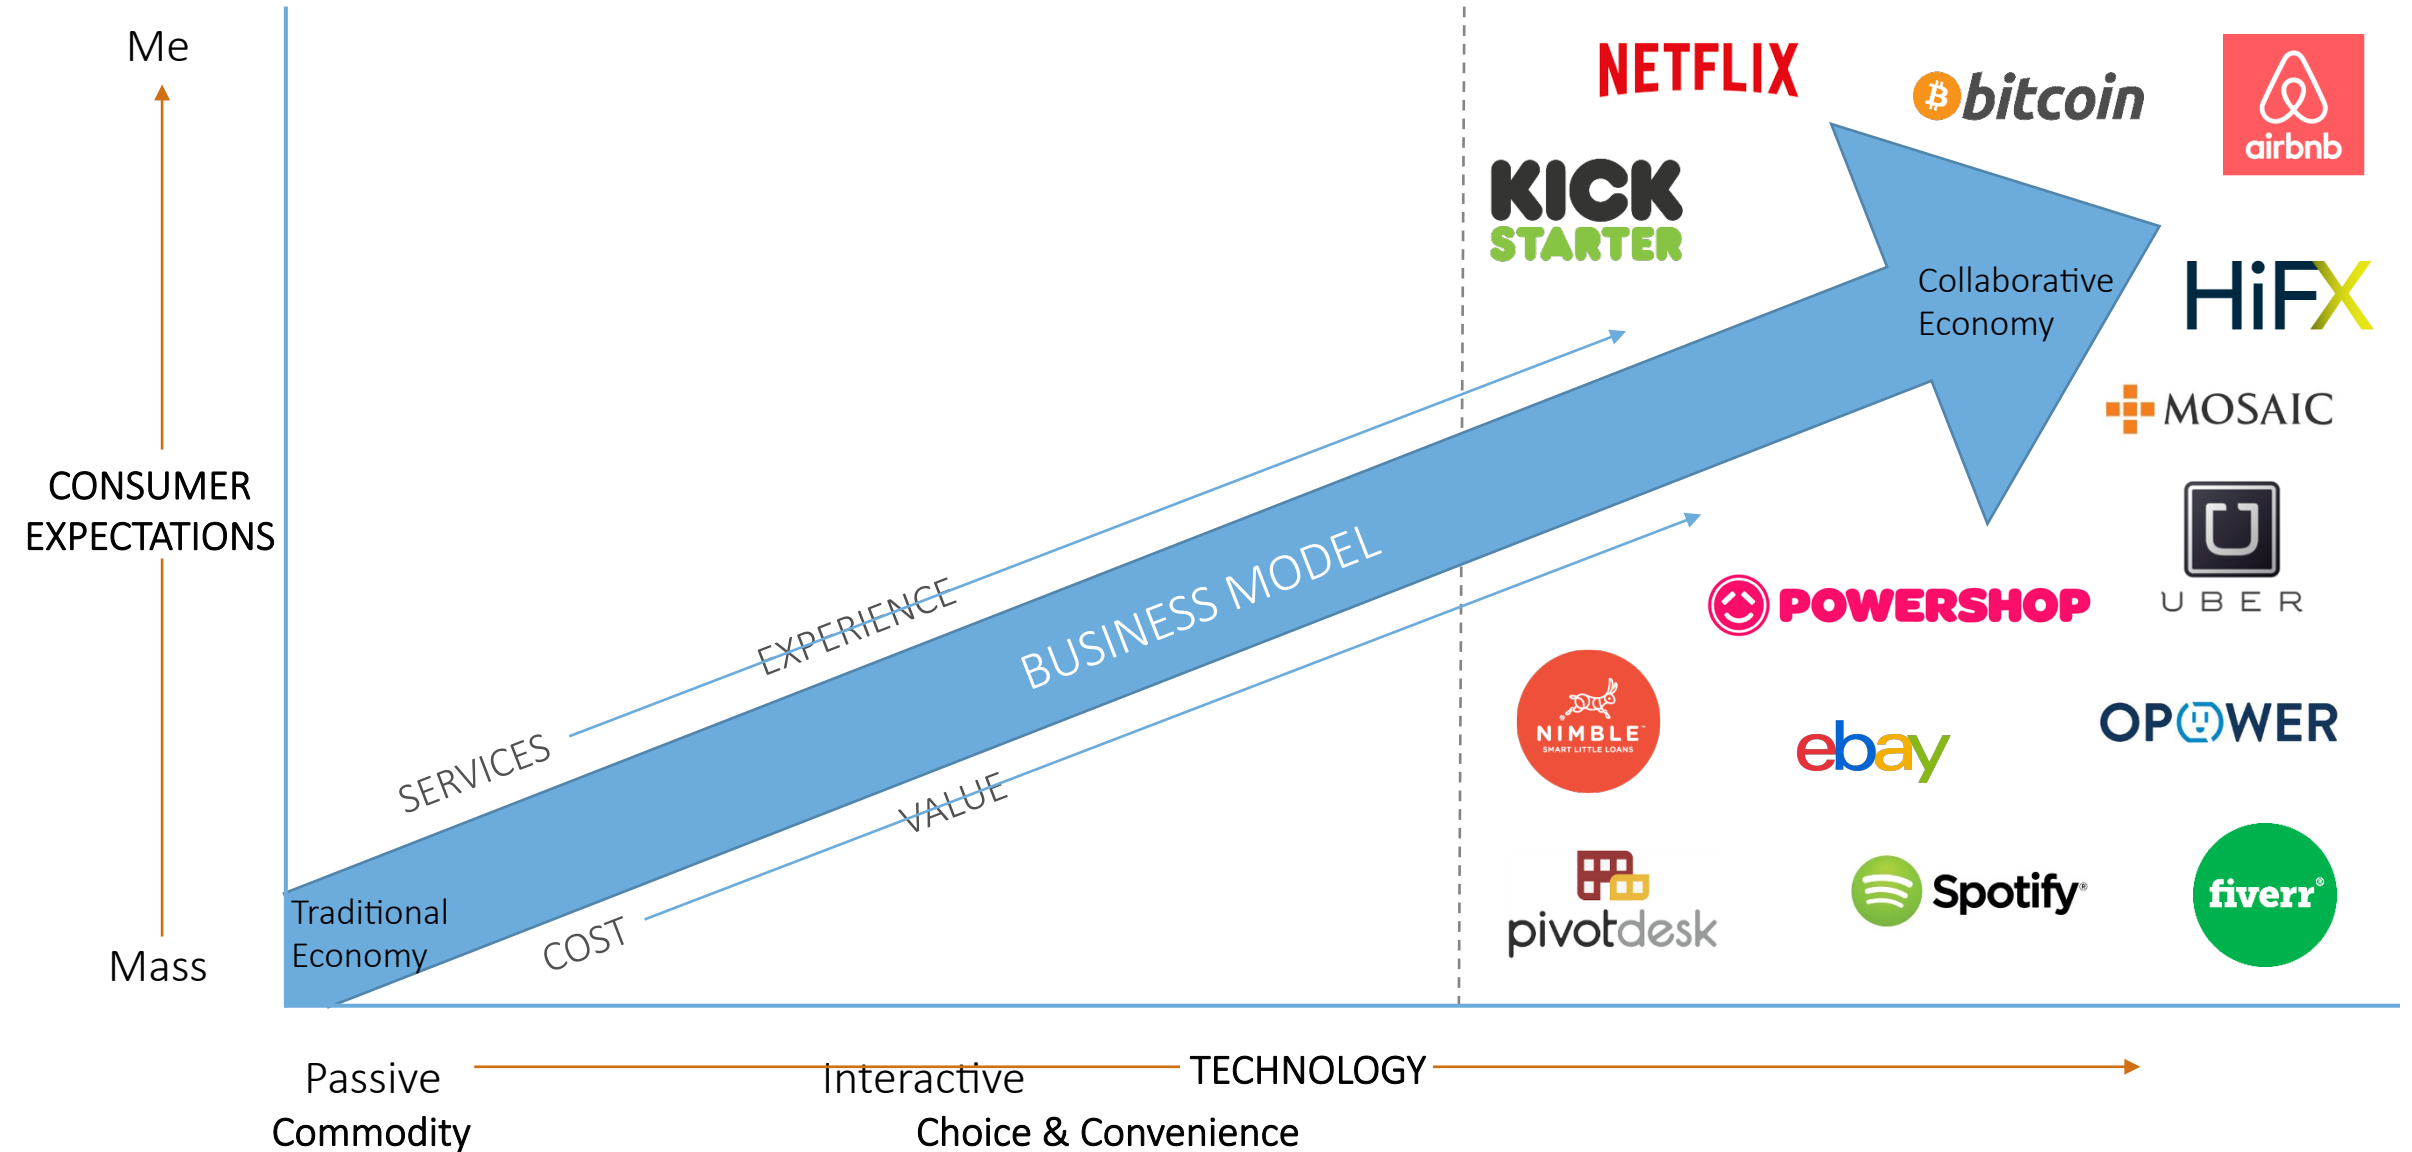 Me
CONSUMER
EXPECTATIONS
Mass
NETFLIX
bitcoin
airbnb
KICK
STARTER
Collaborative
Economy
HiFX
MOSAIC
UBER
POWERSHOP
NIMBLE™
SMART LITTLE LOANS
ebay
OPOWER
pivotdesk
Spotify®
fiverr®
SERVICES
EXPERIENCE
BUSINESS MODEL
COST
VALUE
Traditional
Economy
Passive
Interactive
TECHNOLOGY
Commodity
Choice & Convenience